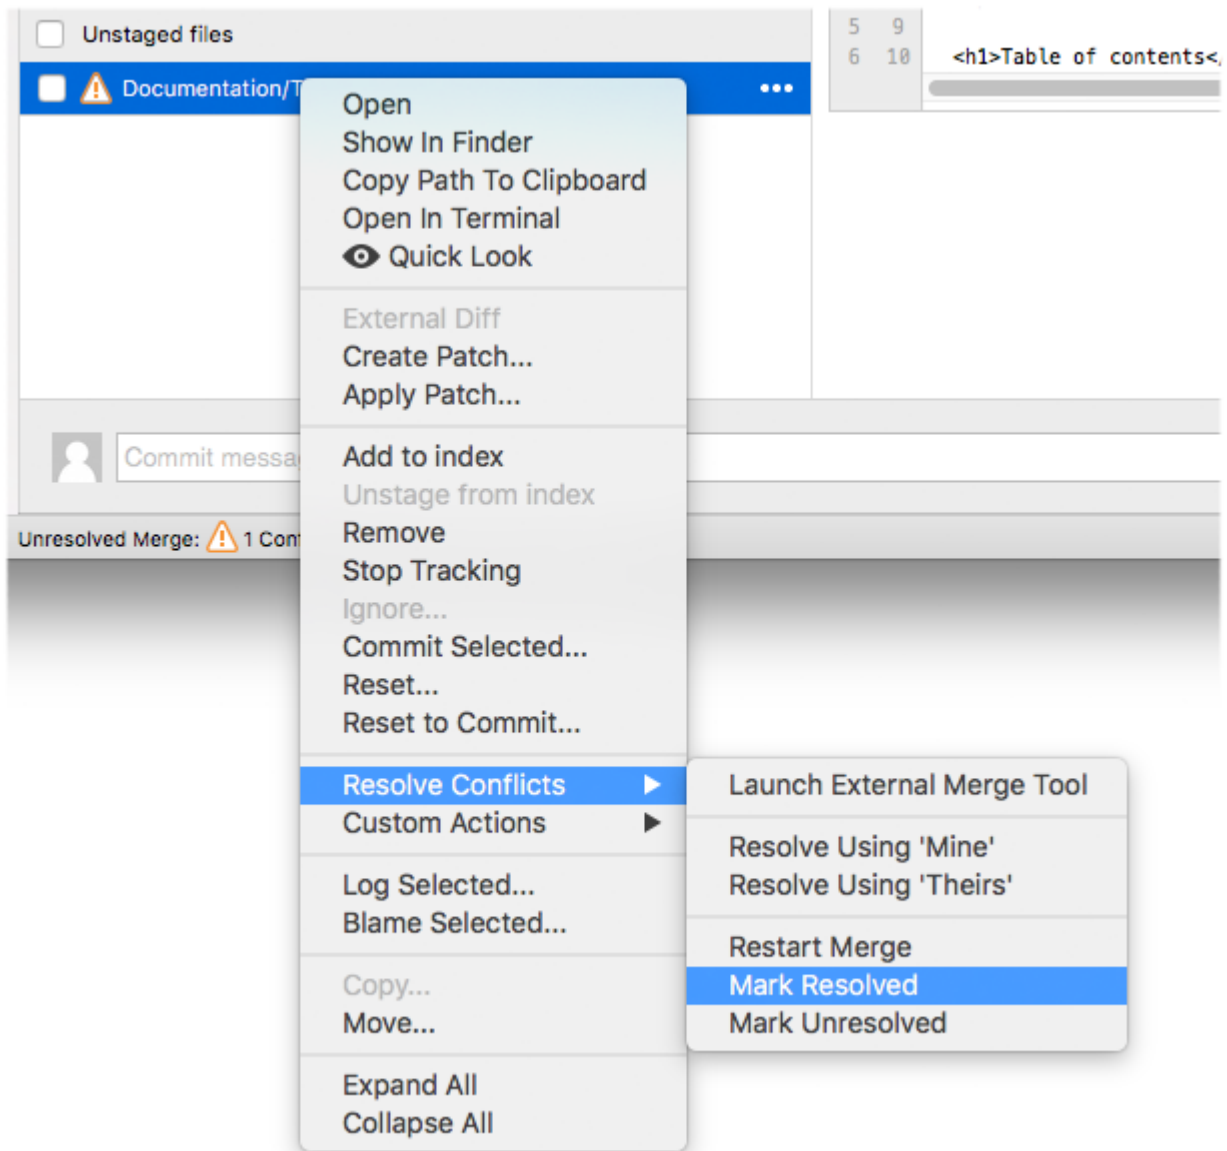 Unstaged files
Documentation/T
5 9
6 10 <h1>Table of contents<
Open
Show In Finder
Copy Path To Clipboard
Open In Terminal
Quick Look
External Diff
Create Patch...
Apply Patch...
Commit messa
Add to index
Unstage from index
Remove
Unresolved Merge: 1 Con
Stop Tracking
Ignore...
Commit Selected...
Reset...
Reset to Commit...
Resolve Conflicts
Custom Actions
Log Selected...
Blame Selected...
Copy...
Move...
Expand All
Collapse All
Launch External Merge Tool
Resolve Using 'Mine'
Resolve Using 'Theirs'
Restart Merge
Mark Resolved
Mark Unresolved